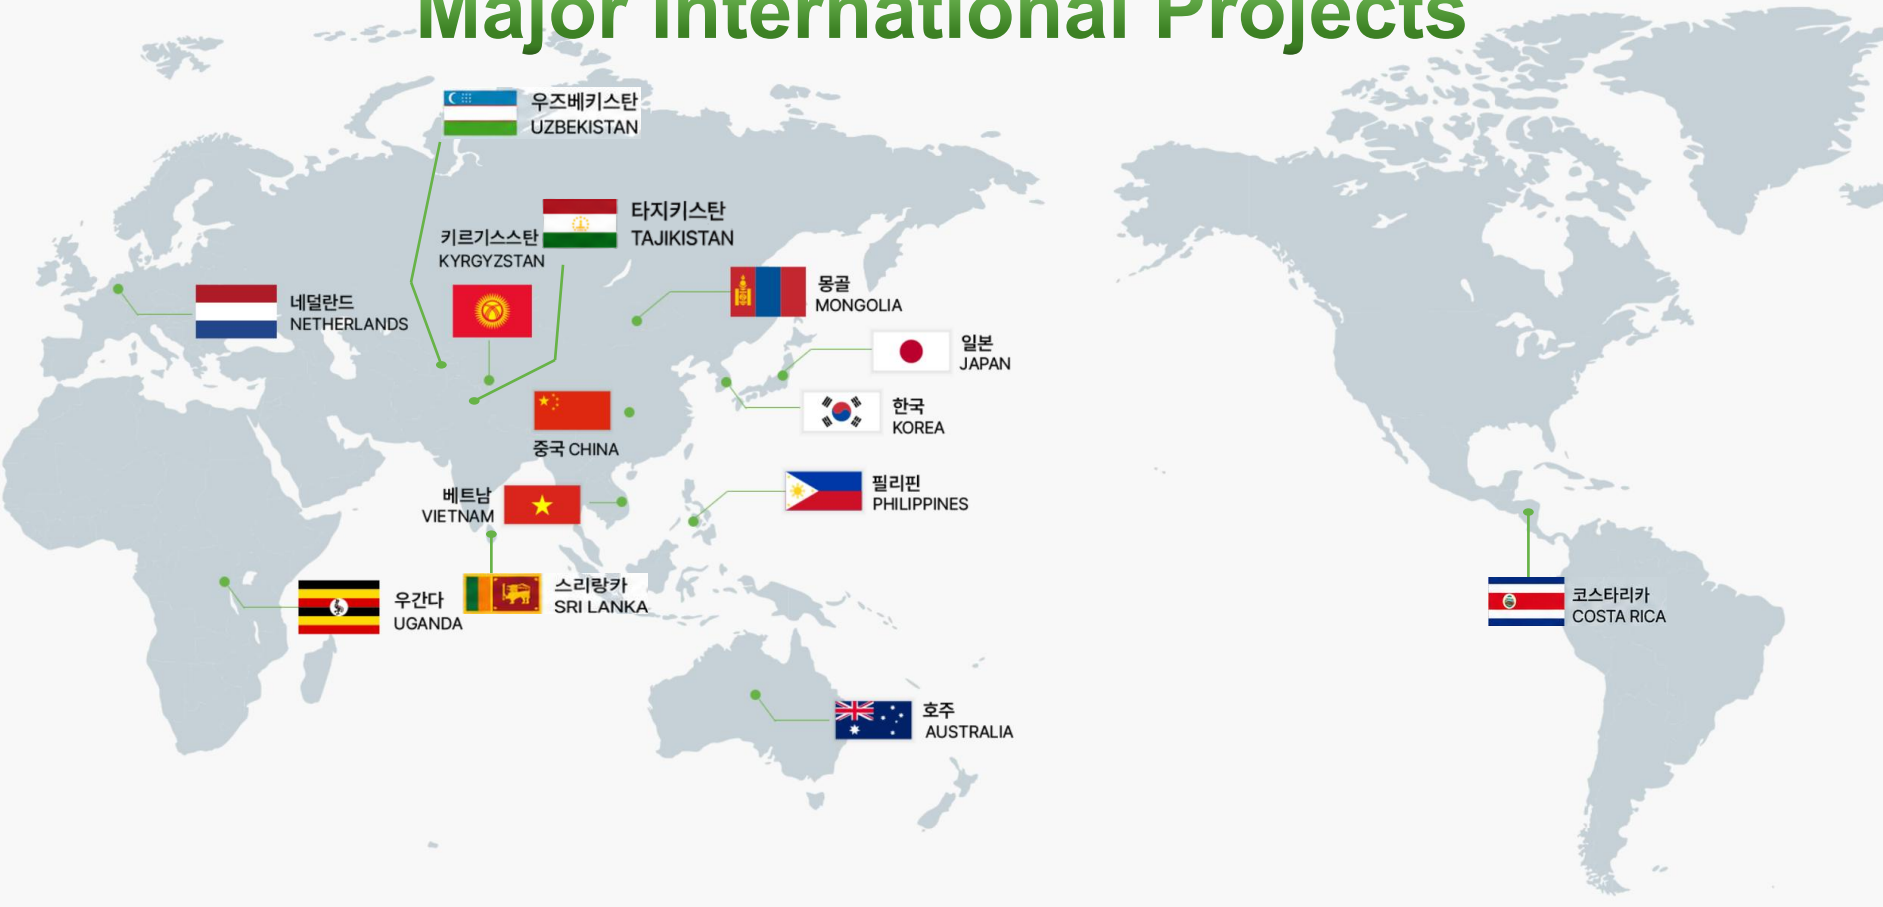 Major International Projects
우즈베키스탄
UZBEKISTAN
타지키스탄
TAJIKISTAN
키르기스스탄
KYRGYZSTAN
몽골
MONGOLIA
네덜란드
NETHERLANDS
일본
JAPAN
한국
KOREA
중국 CHINA
필리핀
PHILIPPINES
베트남
VIETNAM
스리랑카
SRI LANKA
우간다
UGANDA
코스타리카
COSTA RICA
호주
AUSTRALIA